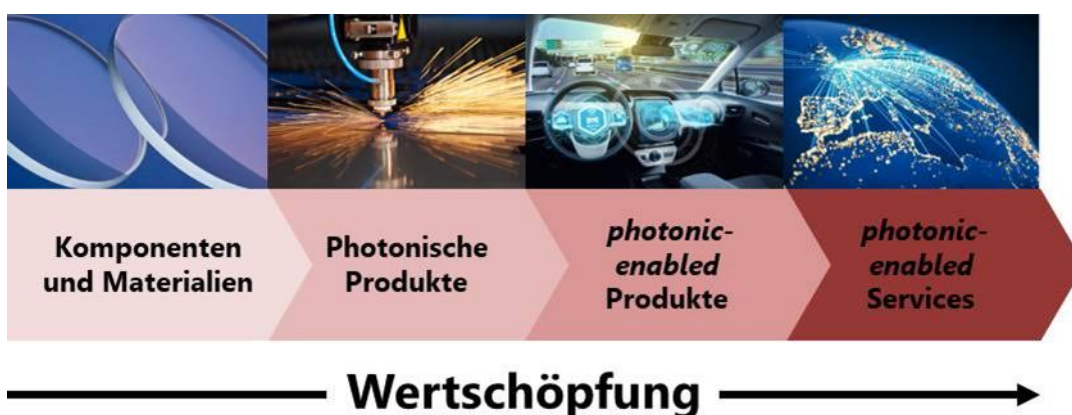 Komponenten
und Materialien
Photonische
Produkte
photonic-
enabled
Produkte
photonic-
enabled
Services
Wertschöpfung